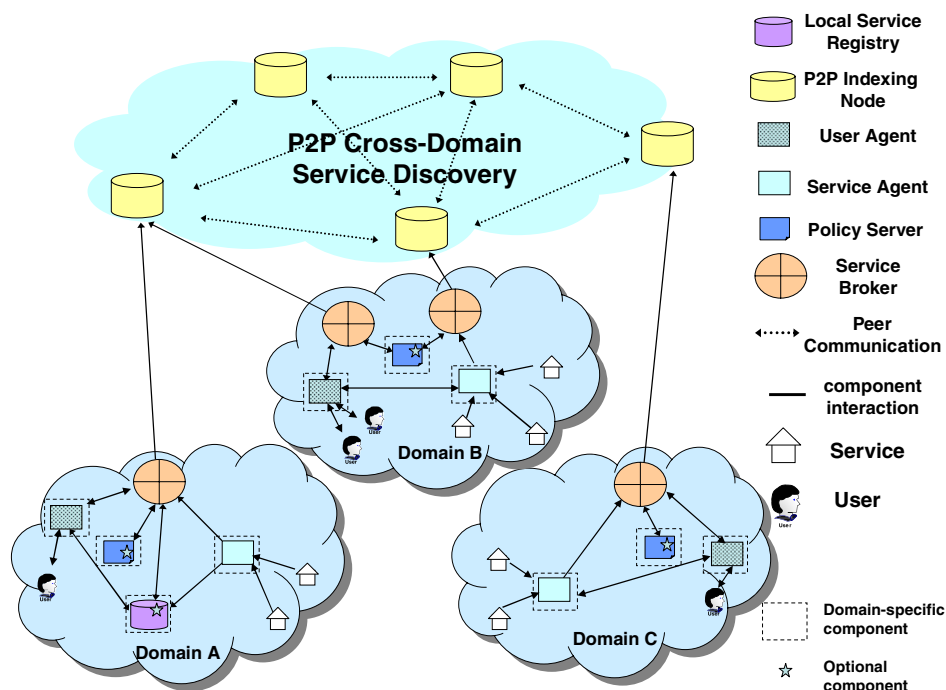 P2P Cross-Domain
Service Discovery
Domain B
User
User
Domain A
User
Domain C
User
Local Service
Registry
P2P Indexing
Node
User Agent
Service Agent
Policy Server
Service
Broker
Peer
Communication
component
interaction
Service
User
User
Domain-specific
component
Optional
component